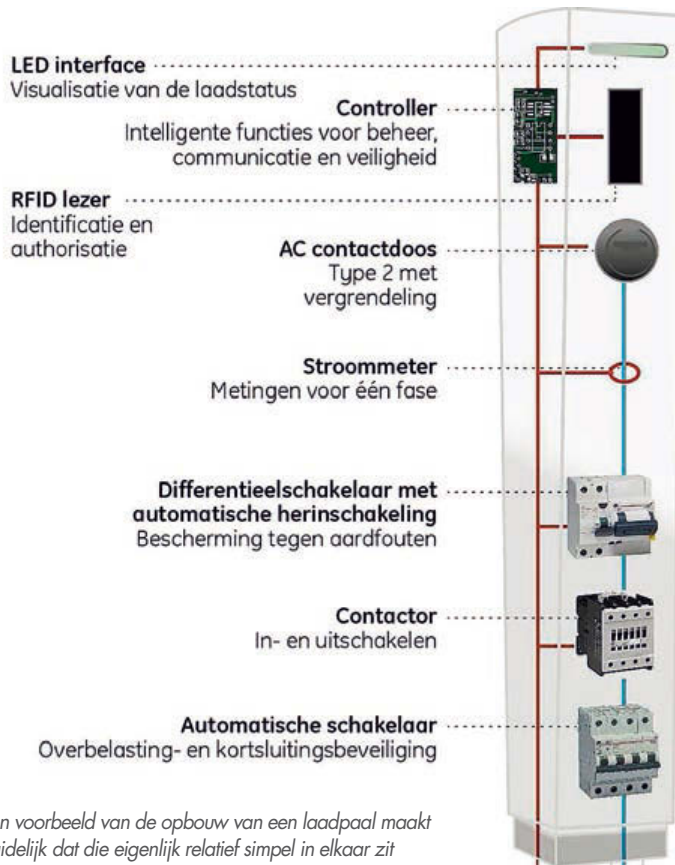 LED interface
Visualisatie van de laadstatus
Controller
Intelligente functies voor beheer,
communicatie en veiligheid
RFID lezer
Identificatie en
authorisatie
AC contactdoos
Type 2 met
vergrendeling
Stroommeter
Metingen voor één fase
Differentieelschakelaar met
automatische herinschakeling
Bescherming tegen aardfouten
Contactor
In- en uitschakelen
Automatische schakelaar
Overbelasting- en kortsluitingsbeveiliging
n voorbeeld van de opbouw van een laadpaal maakt
idelijk dat die eigenlijk relatief simpel in elkaar zit